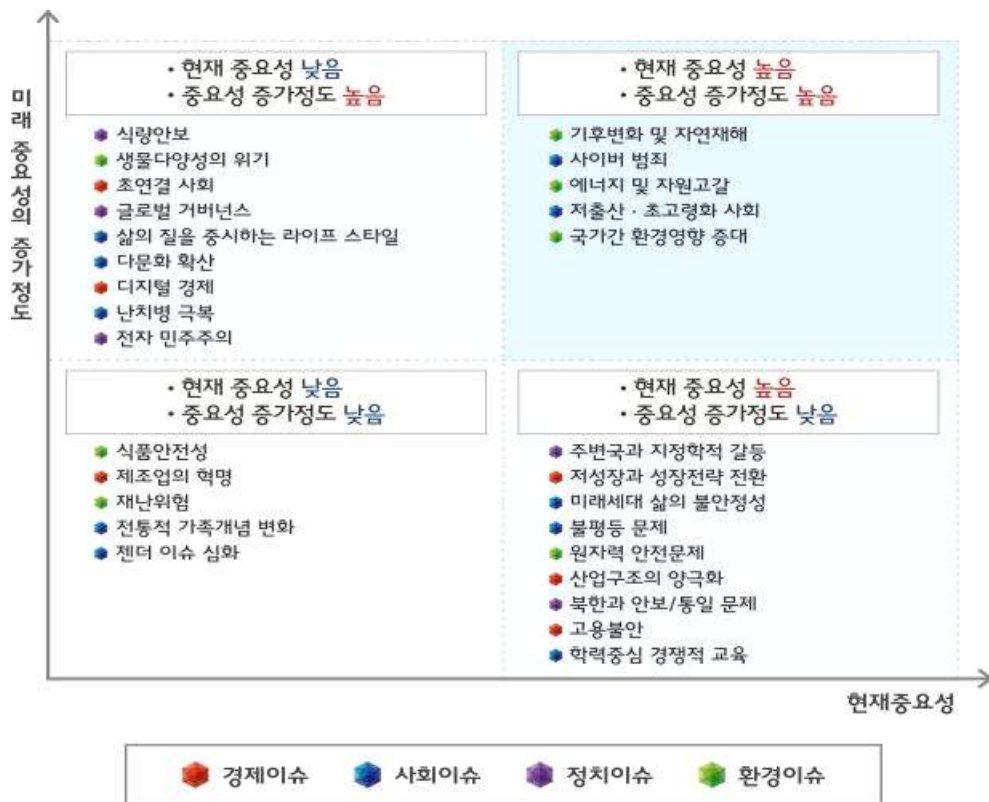 미래 중요성의 증가정도
• 현재 중요성 낮음
• 중요성 증가정도 높음
식량안보
생물다양성의 위기
초연결 사회
글로벌 거버넌스
삶의 질을 중시하는 라이프 스타일
다문화 확산
디지털 경제
난치병 극복
전자 민주주의
• 현재 중요성 높음
• 중요성 증가정도 높음
기후변화 및 자연재해
사이버 범죄
에너지 및 자원고갈
저출산 · 초고령화 사회
국가간 환경영향 증대
• 현재 중요성 낮음
• 중요성 증가정도 낮음
식품안전성
제조업의 혁명
재난위험
전통적 가족개념 변화
젠더 이슈 심화
• 현재 중요성 높음
• 중요성 증가정도 낮음
주변국과 지정학적 갈등
저성장과 성장전략 전환
미래세대 삶의 불안정성
불평등 문제
원자력 안전문제
산업구조의 양극화
북한과 안보/통일 문제
고용불안
학력중심 경쟁적 교육
현재중요성
경제이슈 사회이슈 정치이슈 환경이슈